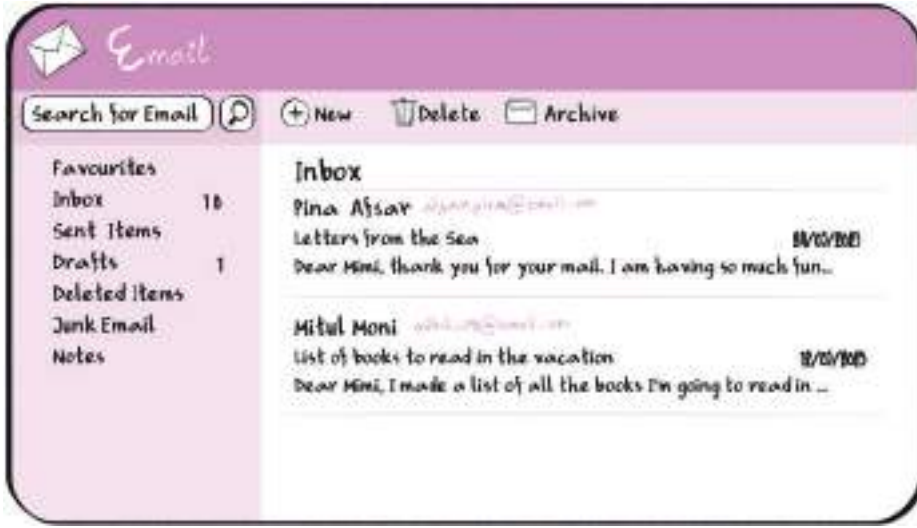 Email
Search for Email
New Delete Archive
Favourites
Inbox
Sent Items
Drafts 1
Deleted Items
Junk Email
Notes
Inbox
Pina Afsar
Letters from the Sea
Dear Mimi, thank you for your mail. I am having so much fun...
Mitul Moni
List of books to read in the vacation
Dear Mimi, I made a list of all the books I'm going to read in ...